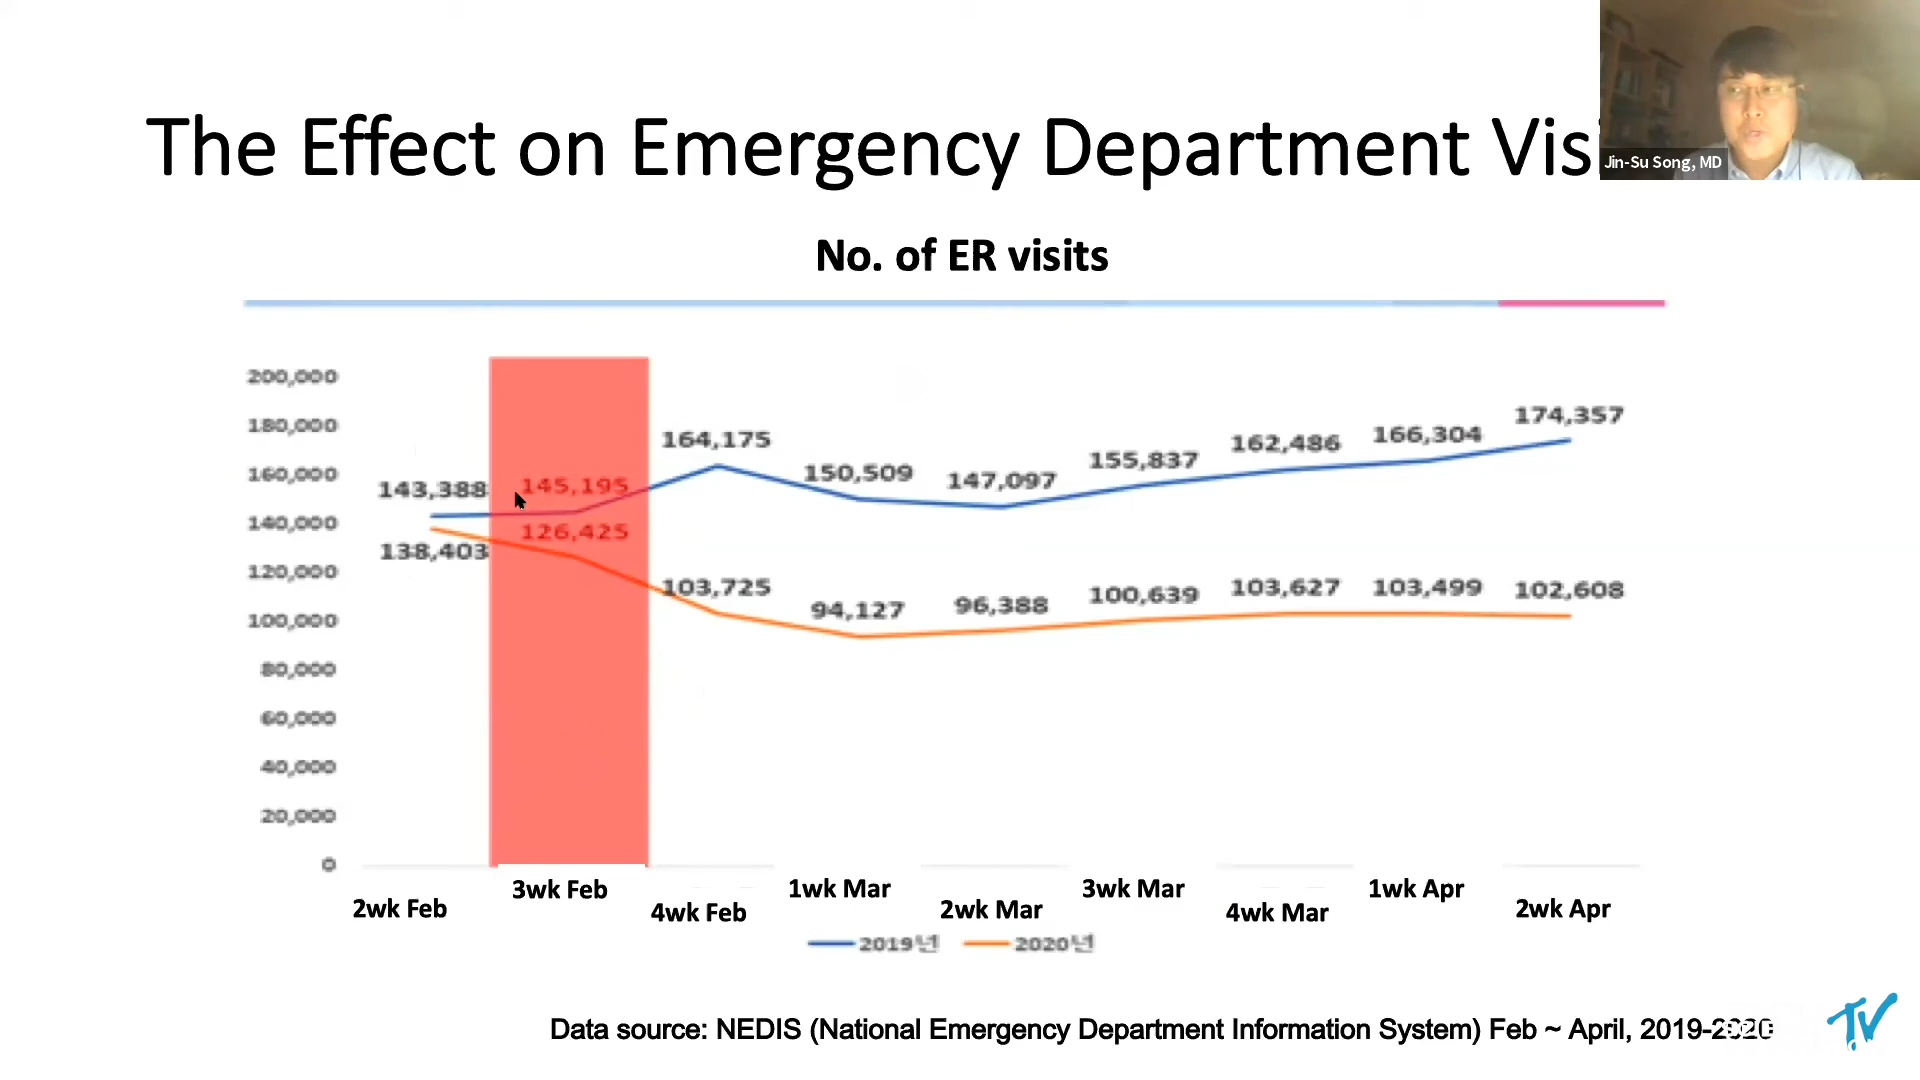 The Effect on Emergency Department Vis
Jin-Su Song, MD
No. of ER visits
200,000
180,000
160,000
140,000
120,000
100,000
80,000
60,000
40,000
20,000
0
143,388 145,195 164,175 150,509 147,097 155,837 162,486 166,304 174,357
138,403 126,425 103,725 94,127 96,388 100,639 103,627 103,499 102,608
2wk Feb 3wk Feb 4wk Feb 1wk Mar 2wk Mar 3wk Mar 4wk Mar 1wk Apr 2wk Apr
2019년 2020년
Data source: NEDIS (National Emergency Department Information System) Feb ~ April, 2019-2020
TV